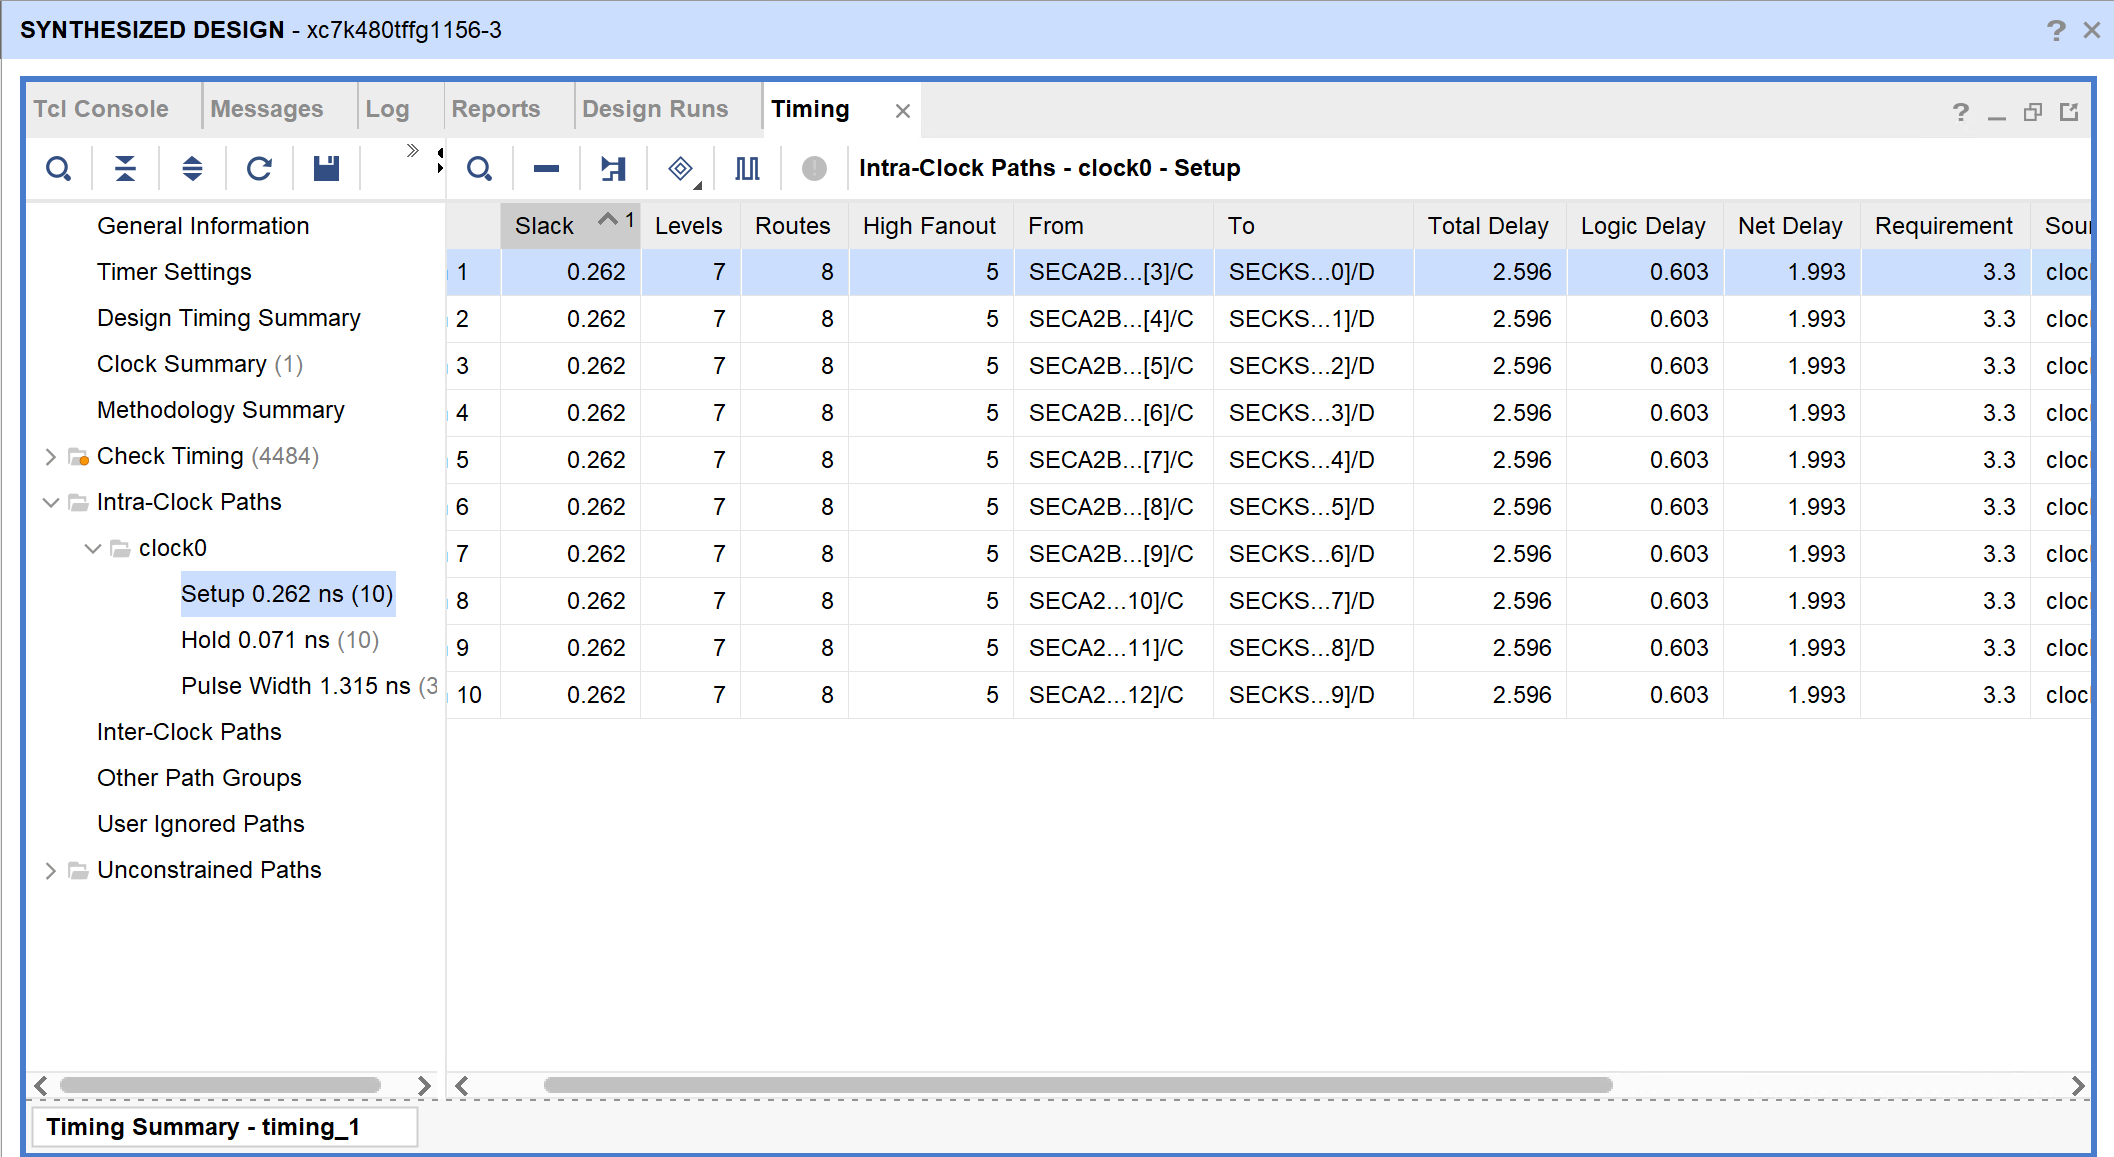 SYNTHESIZED DESIGN - xc7k480tffg1156-3
Tcl Console Messages Log Reports Design Runs Timing
Intra-Clock Paths - clock0 - Setup
General Information
Timer Settings
Design Timing Summary
Clock Summary (1)
Methodology Summary
Check Timing (4484)
Intra-Clock Paths
clock0
Setup 0.262 ns (10)
Hold 0.071 ns (10)
Pulse Width 1.315 ns (3
Inter-Clock Paths
Other Path Groups
User Ignored Paths
Unconstrained Paths
Slack 1 Levels Routes High Fanout From To Total Delay Logic Delay Net Delay Requirement Sour
1 0.262 7 8 5 SECA2B...[3]/C SECKS...0]/D 2.596 0.603 1.993 3.3 cloc
2 0.262 7 8 5 SECA2B...[4]/C SECKS...1]/D 2.596 0.603 1.993 3.3 cloc
3 0.262 7 8 5 SECA2B...[5]/C SECKS...2]/D 2.596 0.603 1.993 3.3 cloc
4 0.262 7 8 5 SECA2B...[6]/C SECKS...3]/D 2.596 0.603 1.993 3.3 cloc
5 0.262 7 8 5 SECA2B...[7]/C SECKS...4]/D 2.596 0.603 1.993 3.3 cloc
6 0.262 7 8 5 SECA2B...[8]/C SECKS...5]/D 2.596 0.603 1.993 3.3 cloc
7 0.262 7 8 5 SECA2B...[9]/C SECKS...6]/D 2.596 0.603 1.993 3.3 cloc
8 0.262 7 8 5 SECA2...10]/C SECKS...7]/D 2.596 0.603 1.993 3.3 cloc
9 0.262 7 8 5 SECA2...11]/C SECKS...8]/D 2.596 0.603 1.993 3.3 cloc
10 0.262 7 8 5 SECA2...12]/C SECKS...9]/D 2.596 0.603 1.993 3.3 cloc
Timing Summary - timing_1